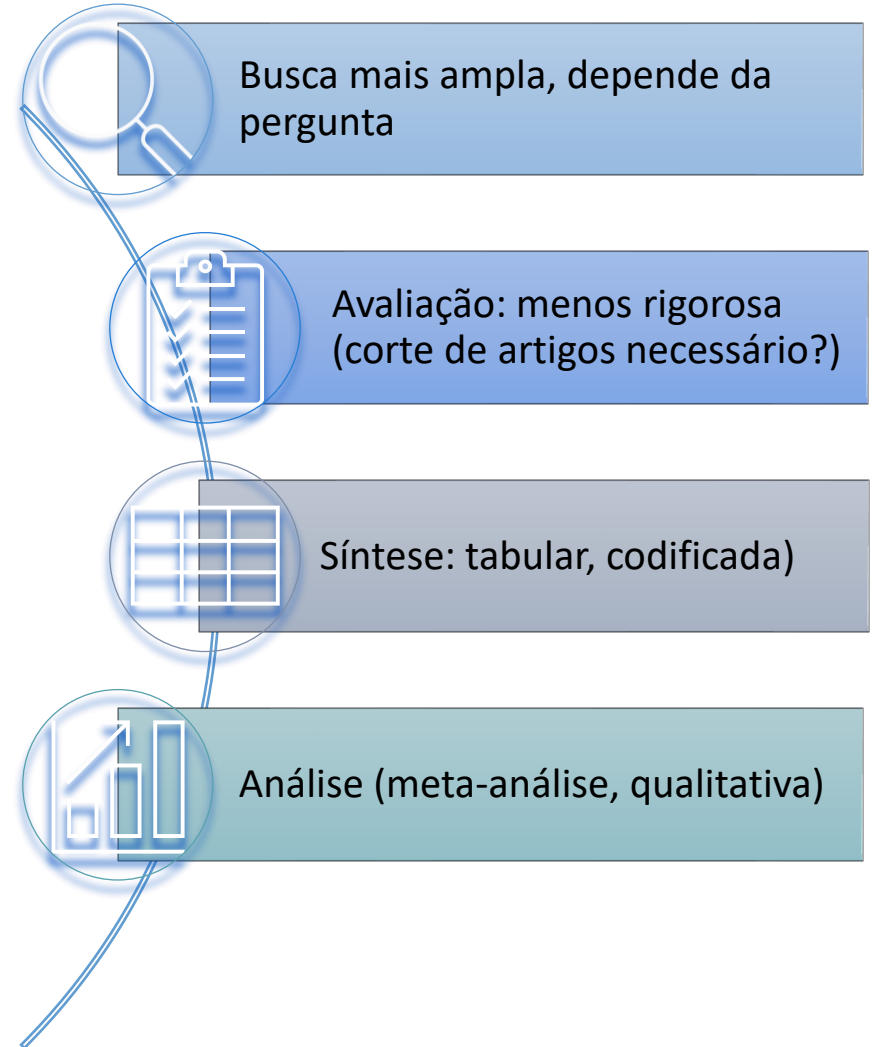 Busca mais ampla, depende da
pergunta
Avaliação: menos rigorosa
(corte de artigos necessário?)
Síntese: tabular, codificada)
Análise (meta-análise, qualitativa)